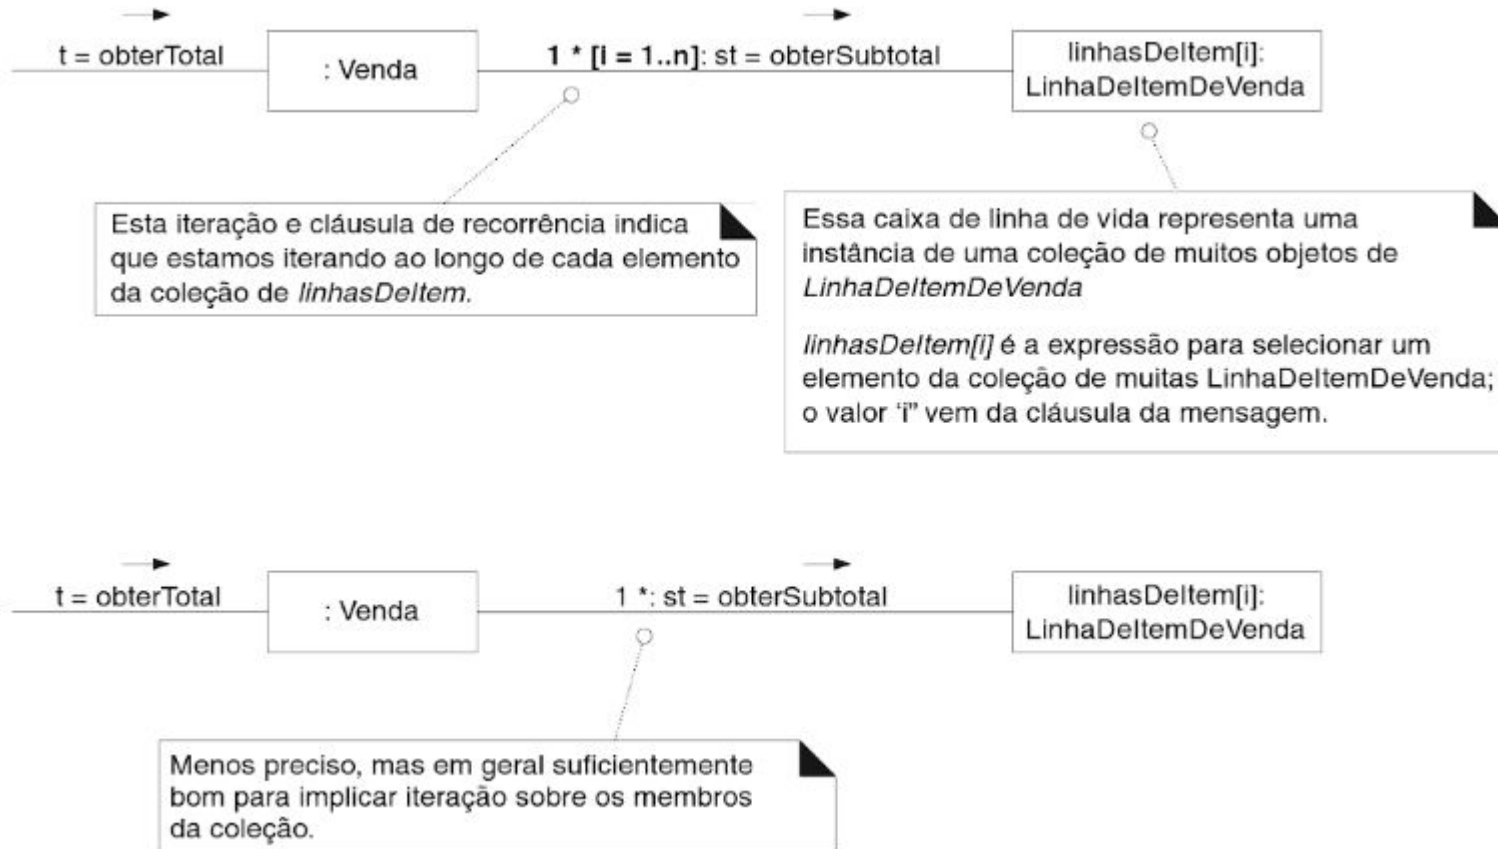 t = obterTotal
: Venda
1 * [i = 1..n]: st = obterSubtotal
linhasDeItem[i]:
LinhaDeItemDeVenda
Esta iteração e cláusula de recorrência indica
que estamos iterando ao longo de cada elemento
da coleção de linhasDeItem.
Essa caixa de linha de vida representa uma
instância de uma coleção de muitos objetos de
LinhaDeItemDeVenda
linhasDeItem[i] é a expressão para selecionar um
elemento da coleção de muitas LinhaDeItemDeVenda;
o valor ‘i” vem da cláusula da mensagem.
t = obterTotal
: Venda
1 *: st = obterSubtotal
linhasDeItem[i]:
LinhaDeItemDeVenda
Menos preciso, mas em geral suficientemente
bom para implicar iteração sobre os membros
da coleção.